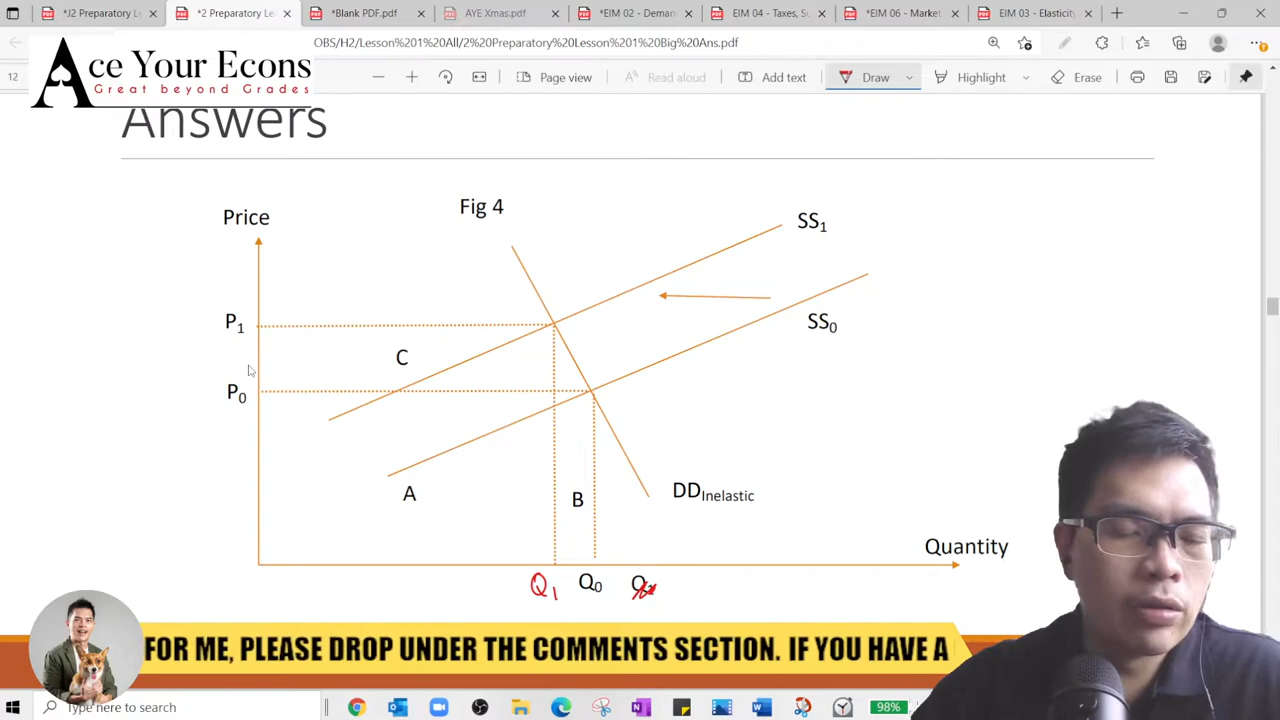 *J2 Preparatory L
*2 Preparatory Le
*Blank PDF.pdf
AYE Xmas.pdf
*EIM 02 - Deman
EIM 04 - Taxes, Su
*EIM 06 - Market
EIM 03 - Elasticity
OBS/H2/Lesson%201%20All/2%20Preparatory%20Lesson%201%20Big%20Ans.pdf
Ace Your Econs
Great beyond Grades
12
Page view
Read aloud
Add text
Draw
Highlight
Erase
Answers
Fig 4
Price
SS1
P1
SS0
C
P0
A
B
DDInelastic
Quantity
Q1
Q0
FOR ME, PLEASE DROP UNDER THE COMMENTS SECTION. IF YOU HAVE A
Type here to search
98%